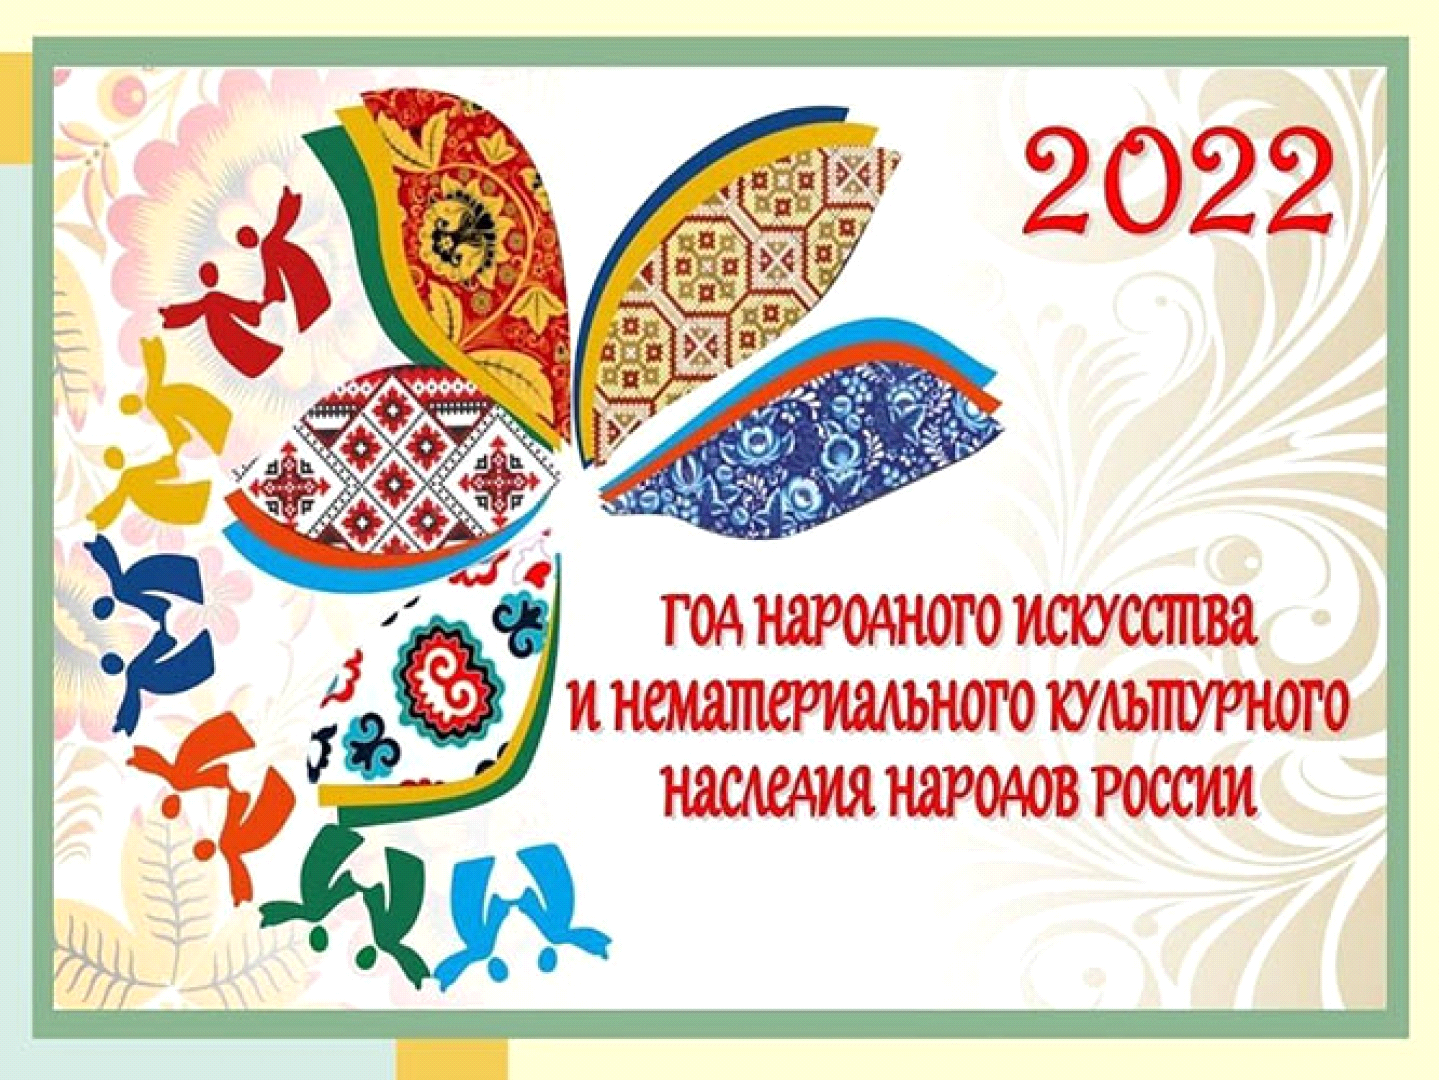 2022
ГОД НАРОДНОГО ИСКУССТВА
И НЕМАТЕРИАЛЬНОГО КУЛЬТУРНОГО
НАСЛЕДИЯ НАРОДОВ РОССИИ